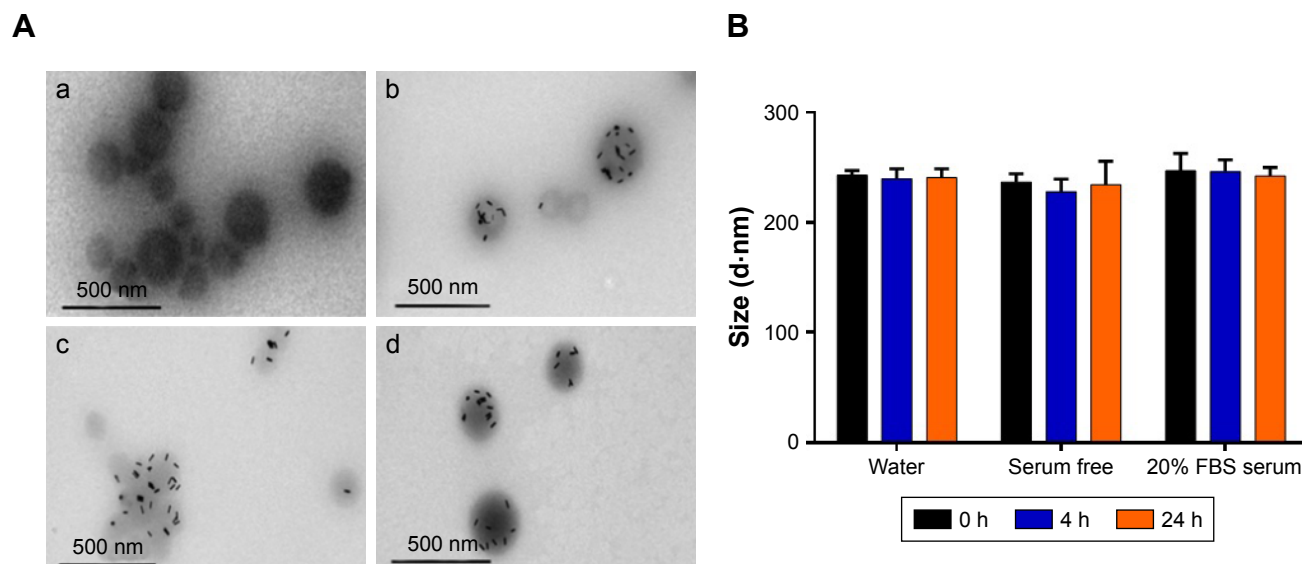 A
a
500 nm
b
500 nm
c
500 nm
d
500 nm
B
Size (d·nm)
300
200
100
0
Water
Serum free
20% FBS serum
0 h
4 h
24 h